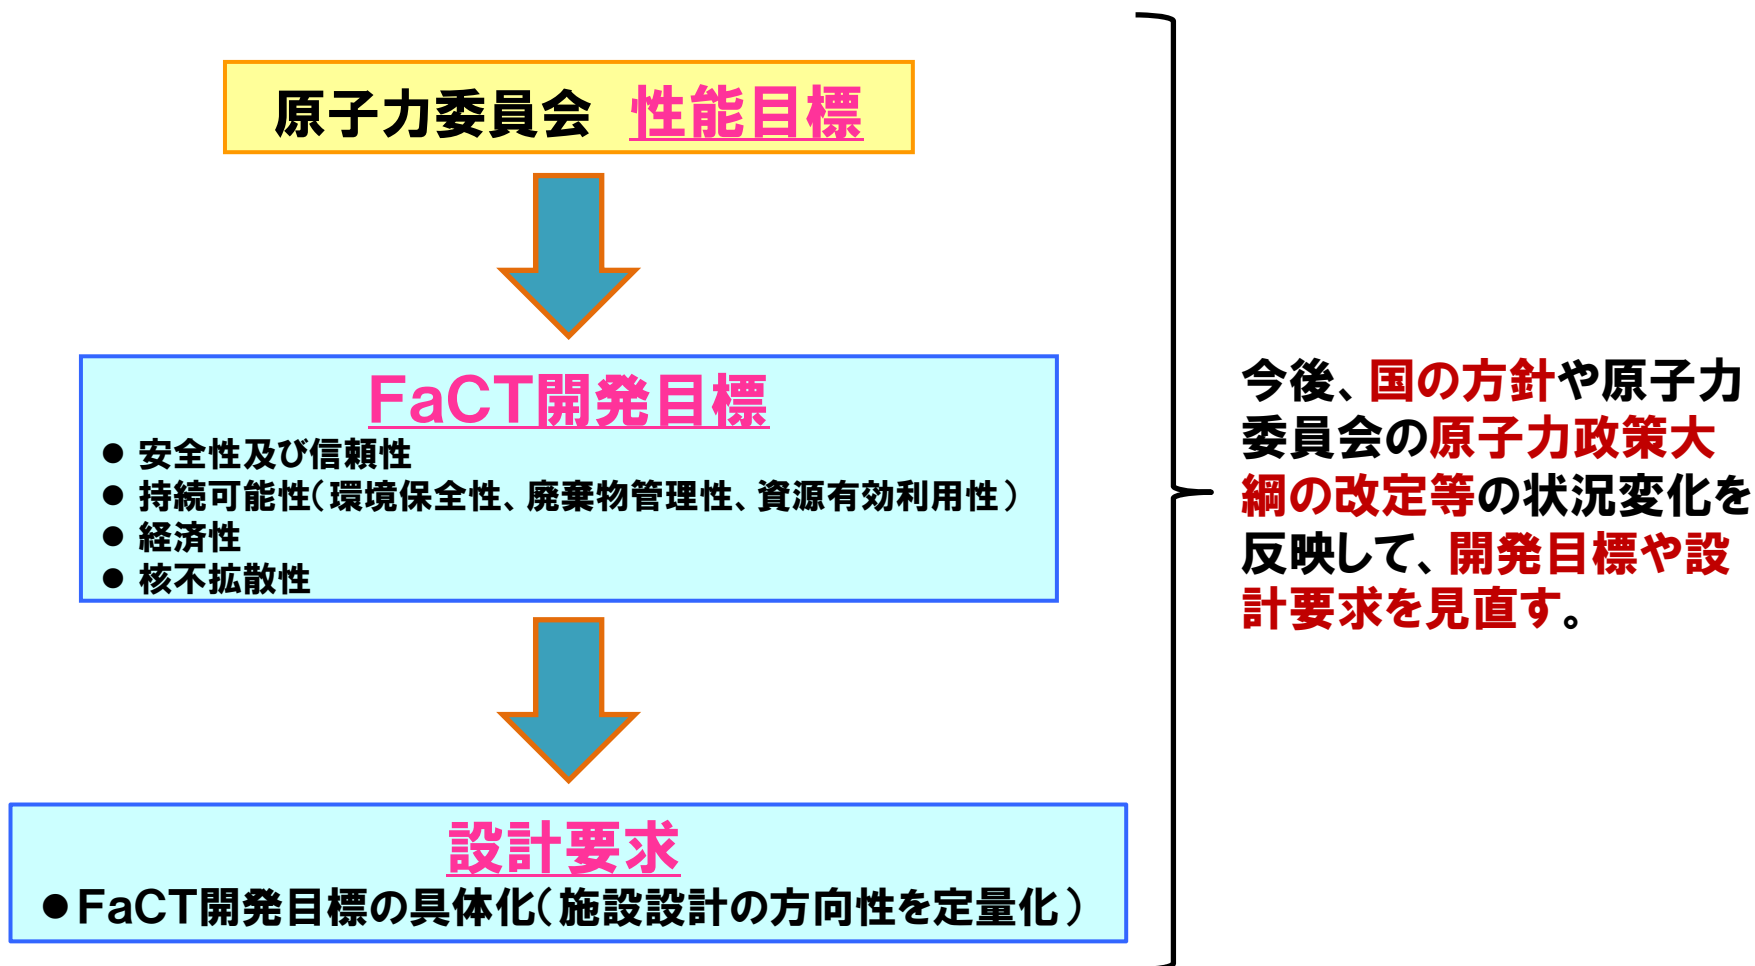 原子力委員会　性能目標
FaCT開発目標
● 安全性及び信頼性
● 持続可能性（環境保全性、廃棄物管理性、資源有効利用性）
● 経済性
● 核不拡散性
設計要求
●FaCT開発目標の具体化（施設設計の方向性を定量化）
今後、国の方針や原子力
委員会の原子力政策大
綱の改定等の状況変化を
反映して、開発目標や設
計要求を見直す。